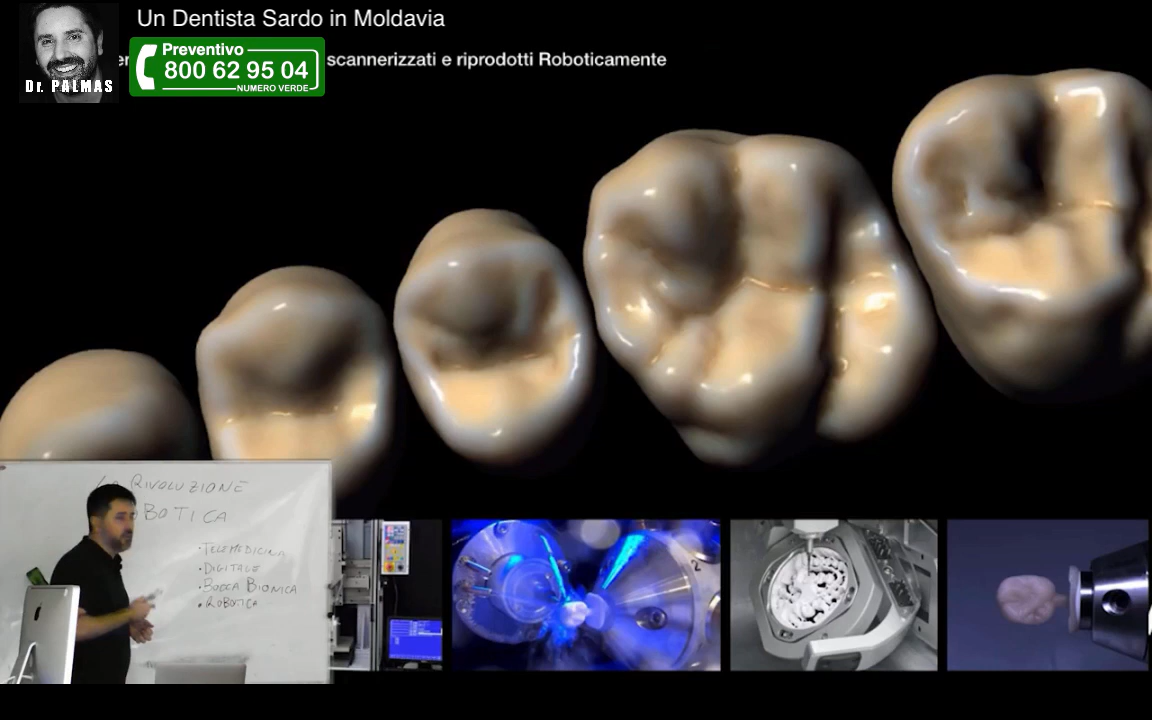 Un Dentista Sardo in Moldavia
Preventivo
800 62 95 04
NUMERO VERDE
Dr. PALMAS
scannerizzati e riprodotti Roboticamente
RIVOLUZIONE
BOTICA
• TELEMEDICINA
• DIGITALE
• BOCCA BIONICA
• ROBOTICA